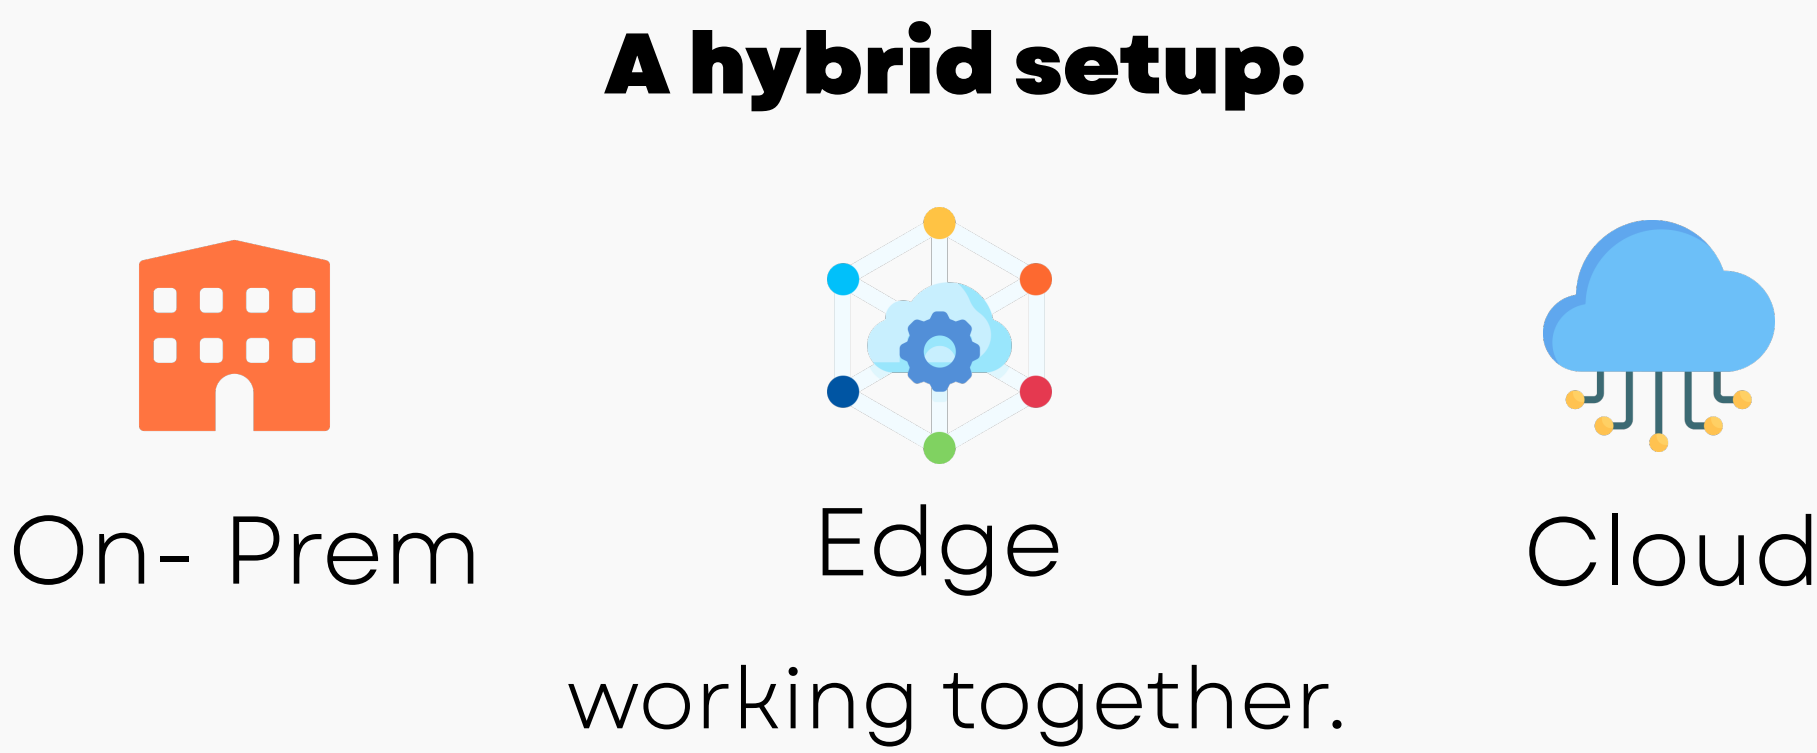 A hybrid setup:
On- Prem
Edge
Cloud
working together.